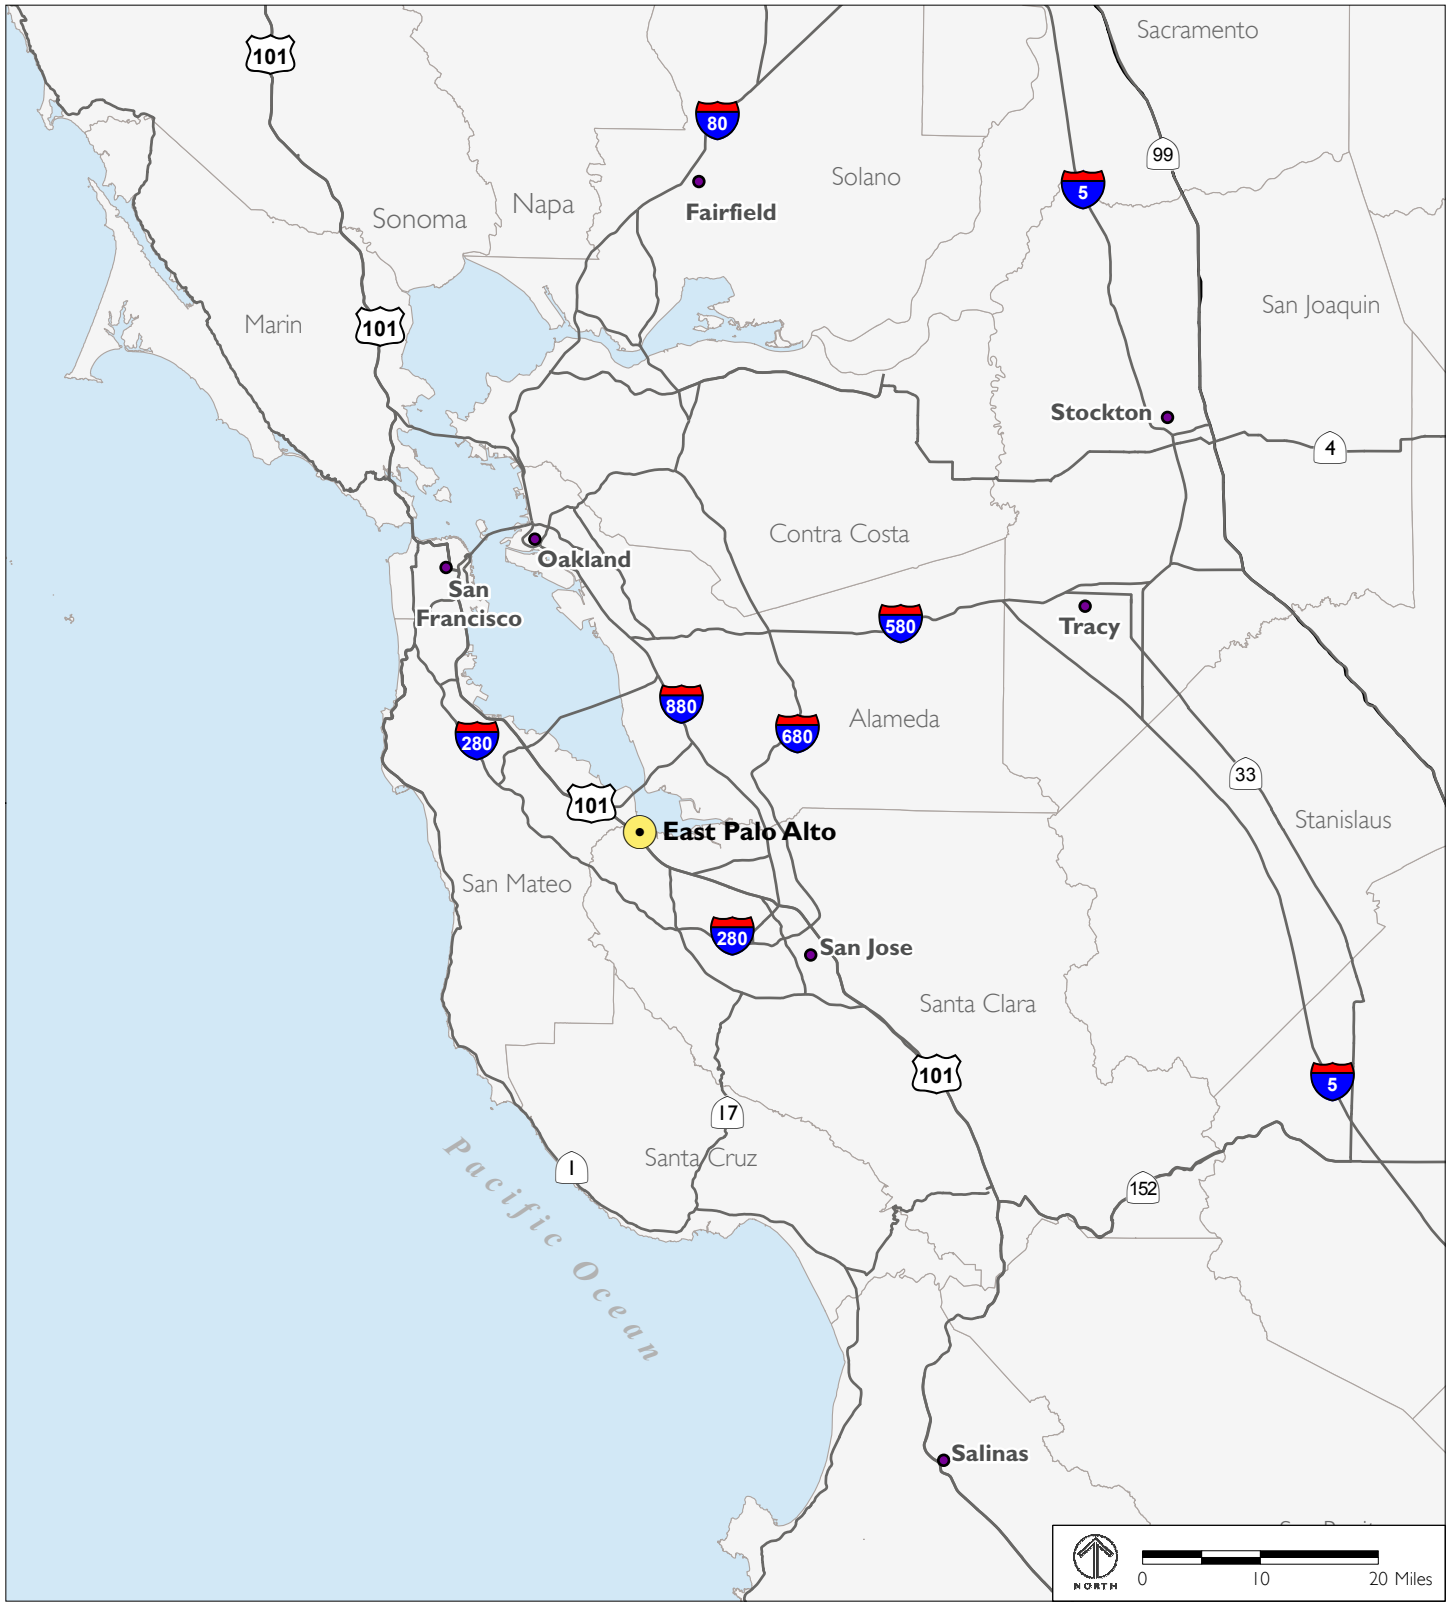 Sacramento
101
80
99
Solano
5
Napa
Sonoma
Fairfield
San Joaquin
Marin
101
Stockton
4
Contra Costa
Oakland
San
Francisco
580
Tracy
880
Alameda
680
280
33
101
Stanislaus
East Palo Alto
San Mateo
280
San Jose
Santa Clara
101
5
17
Santa Cruz
1
152
Pacific Ocean
Salinas
NORTH
0 10 20 Miles